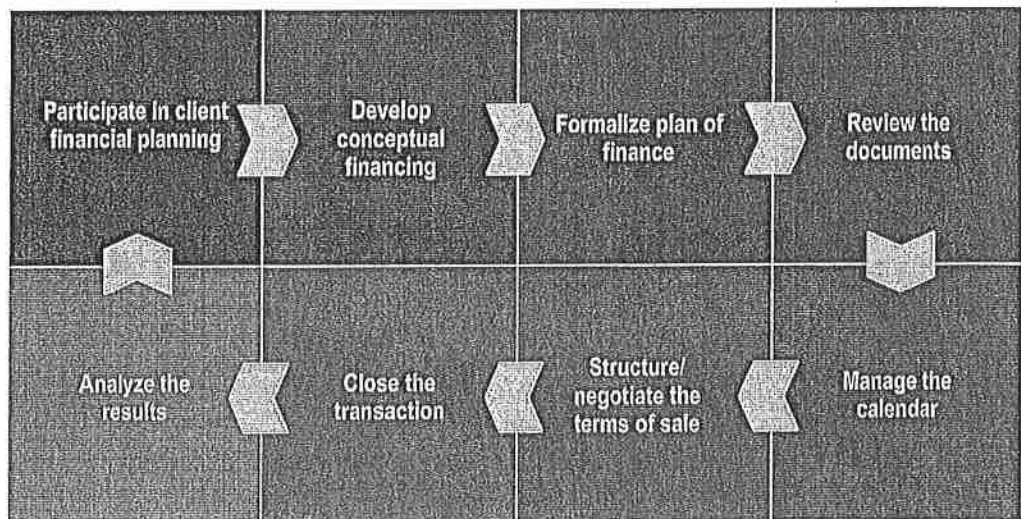 Participate in client
financial planning
Develop
conceptual
financing
Formalize plan of
finance
Review the
documents
Manage the
calendar
Structure/
negotiate the
terms of sale
Close the
transaction
Analyze the
results